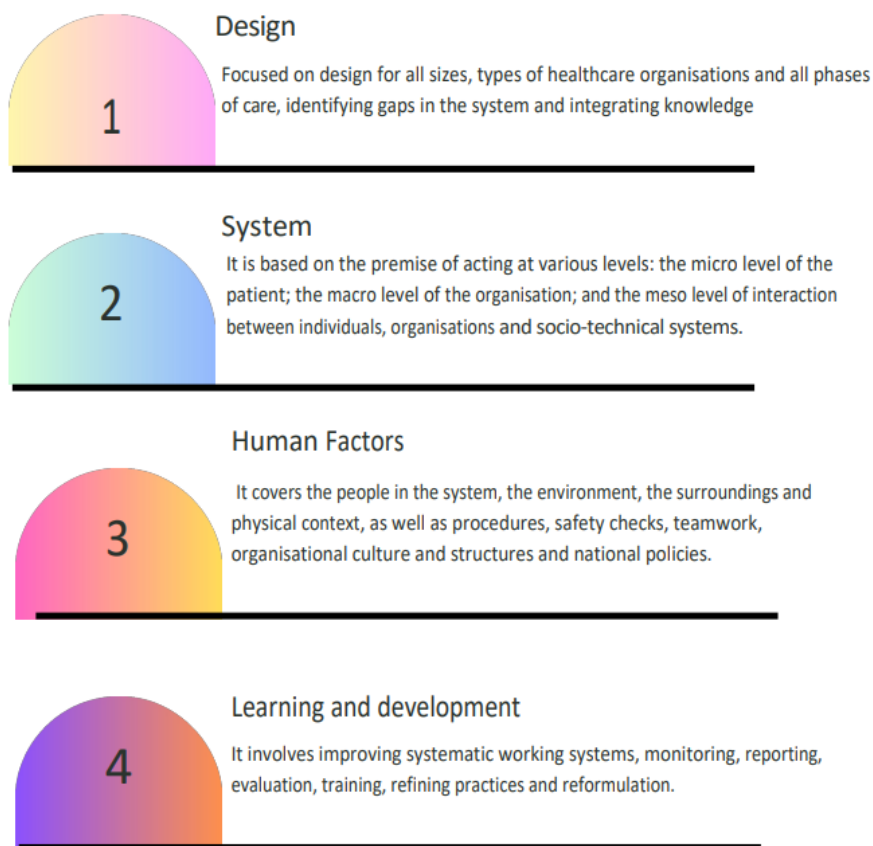 Design
Focused on design for all sizes, types of healthcare organisations and all phases
of care, identifying gaps in the system and integrating knowledge
1
System
It is based on the premise of acting at various levels: the micro level of the
patient; the macro level of the organisation; and the meso level of interaction
between individuals, organisations and socio-technical systems.
2
Human Factors
It covers the people in the system, the environment, the surroundings and
physical context, as well as procedures, safety checks, teamwork,
organisational culture and structures and national policies.
3
Learning and development
It involves improving systematic working systems, monitoring, reporting,
evaluation, training, refining practices and reformulation.
4